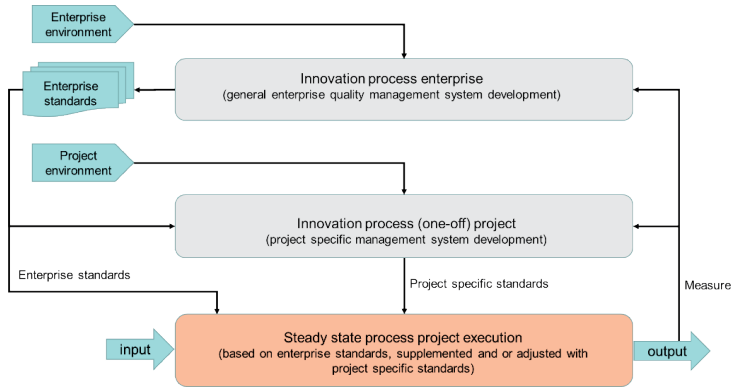 Enterprise
environment
Innovation process enterprise
(general enterprise quality management system development)
Enterprise
standards
Project
environment
Innovation process (one-off) project
(project specific management system development)
Enterprise standards
Project specific standards
Measure
input
Steady state process project execution
(based on enterprise standards, supplemented and or adjusted with
project specific standards)
output